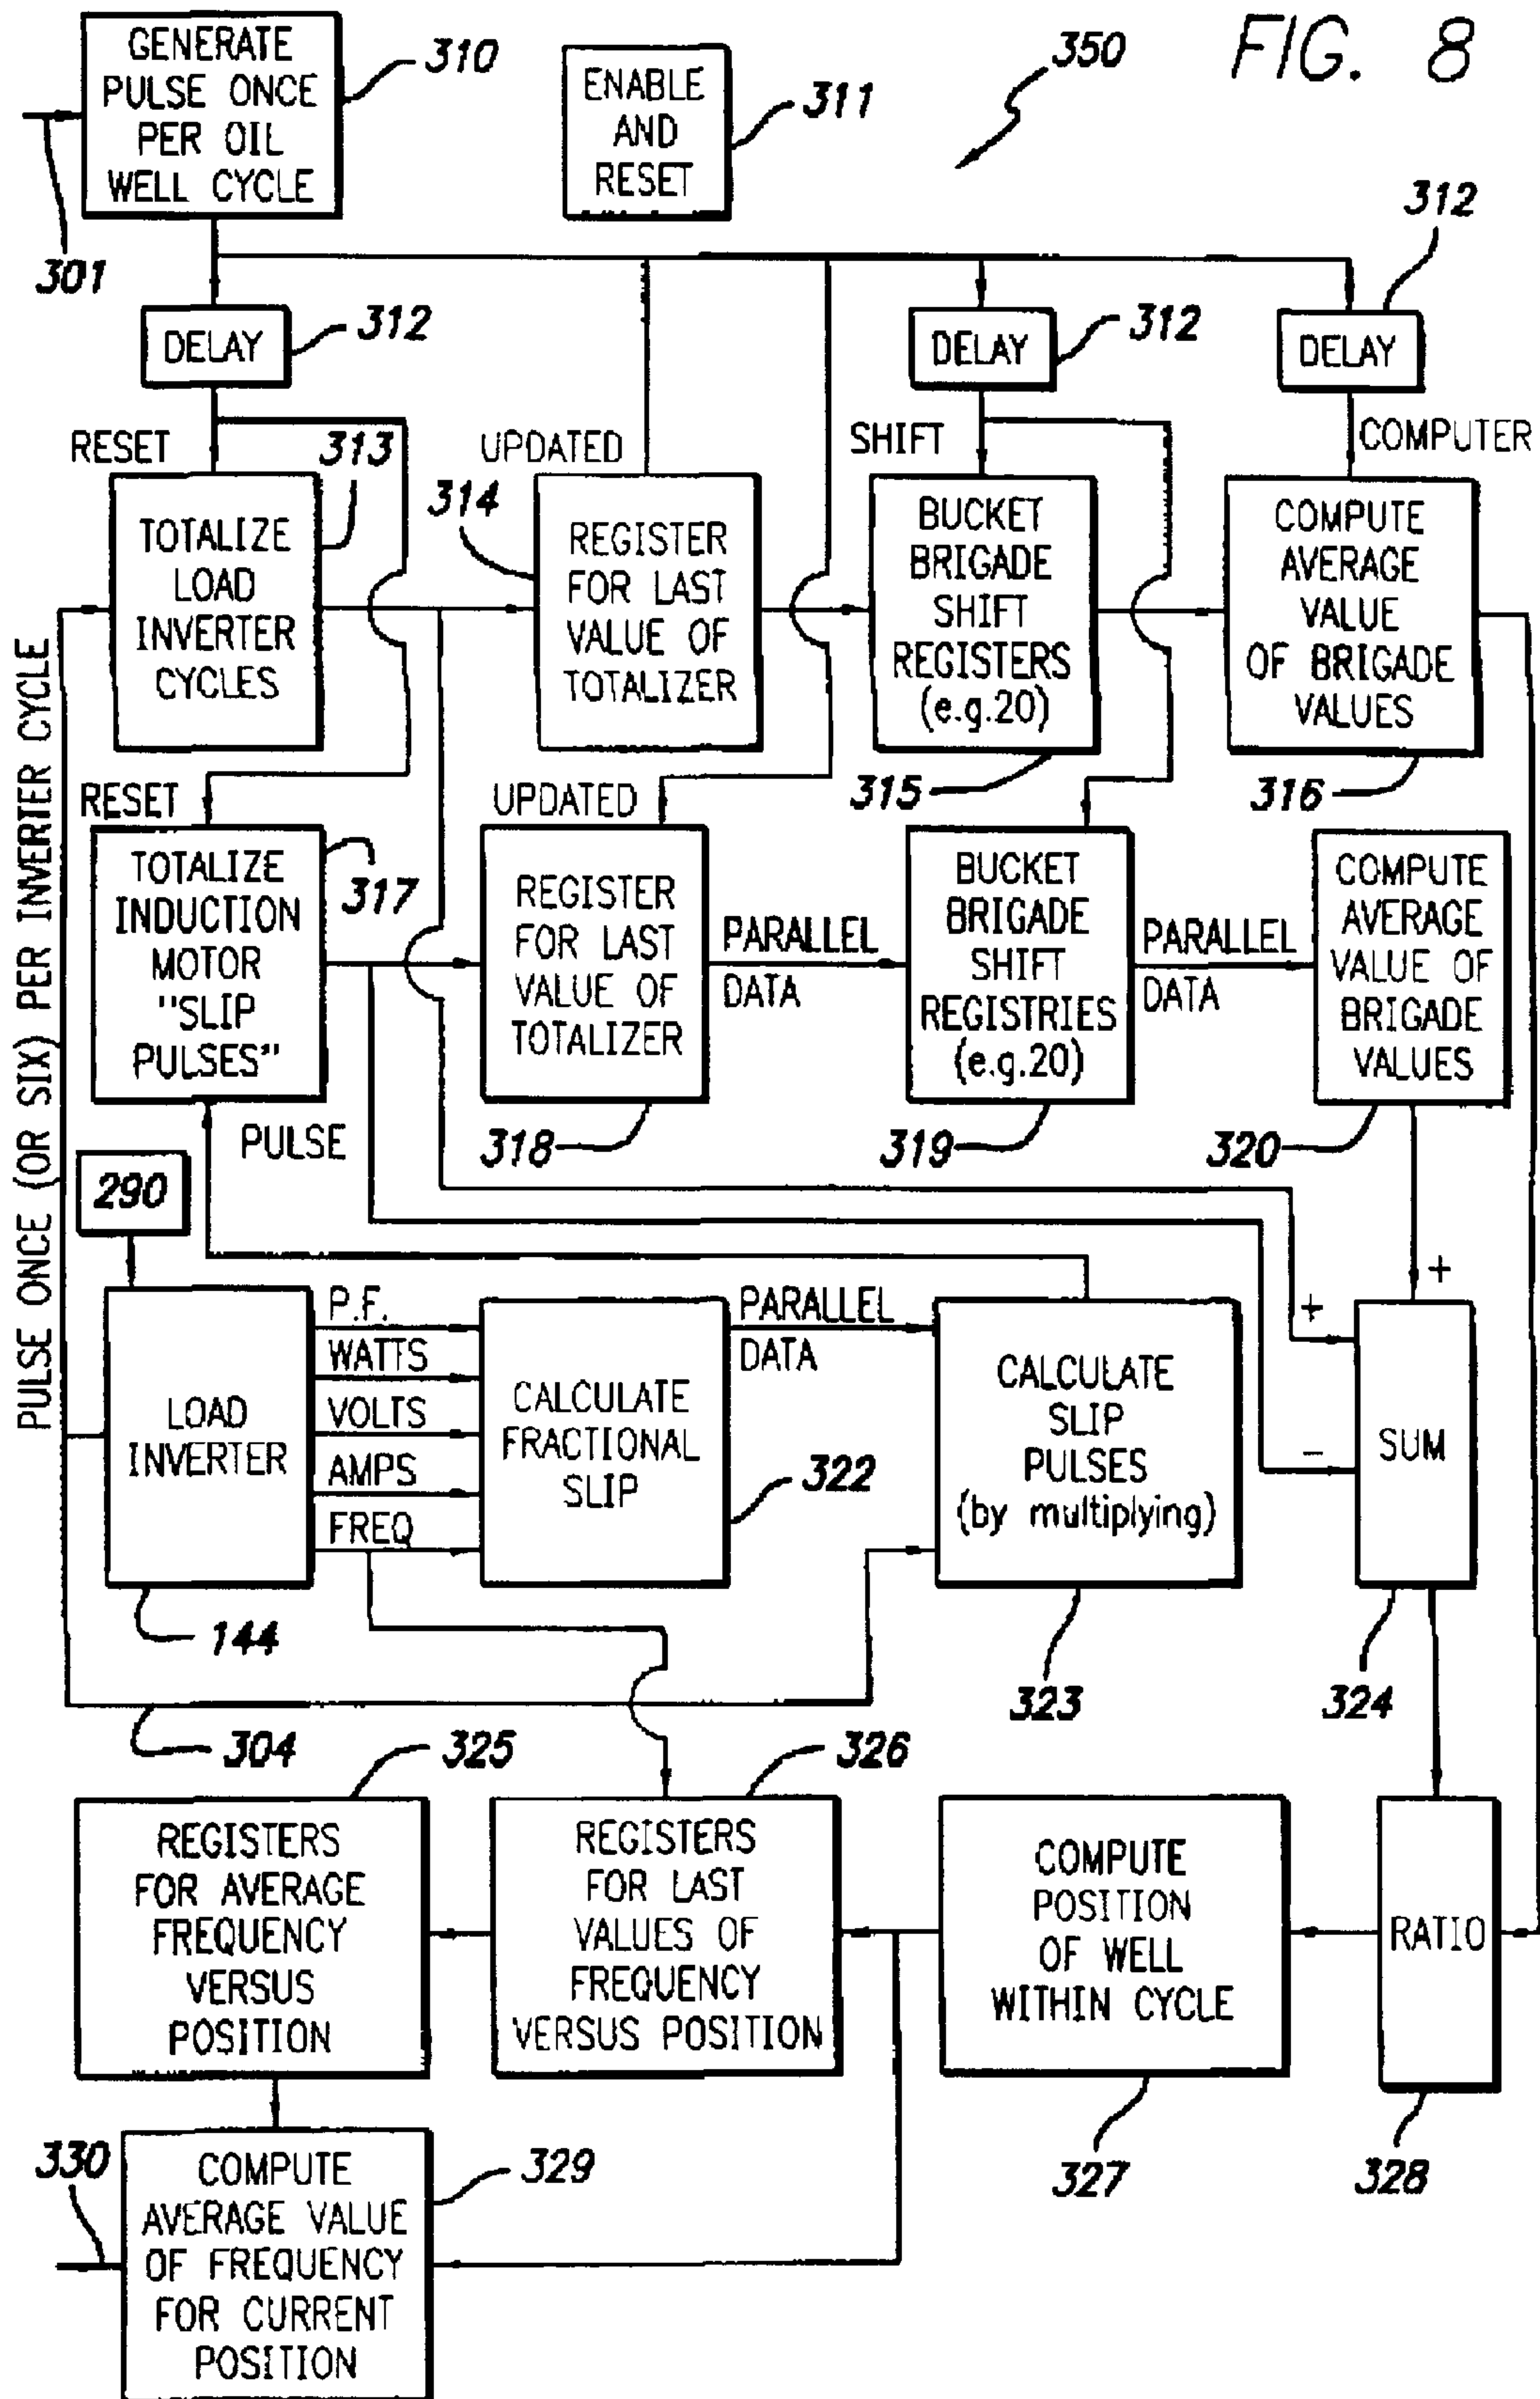 FIG. 8
350
GENERATE
PULSE ONCE
PER OIL
WELL CYCLE
310
301
ENABLE
AND
RESET
311
DELAY
312
DELAY
312
DELAY
312
RESET
313
TOTALIZE
LOAD
INVERTER
CYCLES
UPDATED
314
REGISTER
FOR LAST
VALUE OF
TOTALIZER
SHIFT
BUCKET
BRIGADE
SHIFT
REGISTERS
(e.g.20)
315
COMPUTER
COMPUTE
AVERAGE
VALUE
OF BRIGADE
VALUES
316
PULSE ONCE (OR SIX) PER INVERTER CYCLE
RESET
TOTALIZE
INDUCTION
MOTOR
"SLIP
PULSES"
317
PULSE
UPDATED
REGISTER
FOR LAST
VALUE OF
TOTALIZER
318
PARALLEL
DATA
BUCKET
BRIGADE
SHIFT
REGISTRIES
(e.g.20)
319
PARALLEL
DATA
COMPUTE
AVERAGE
VALUE OF
BRIGADE
VALUES
320
290
LOAD
INVERTER
144
P.F.
WATTS
VOLTS
AMPS
FREQ
CALCULATE
FRACTIONAL
SLIP
322
PARALLEL
DATA
CALCULATE
SLIP
PULSES
(by multiplying)
323
+
+
-
SUM
324
304
325
REGISTERS
FOR AVERAGE
FREQUENCY
VERSUS
POSITION
326
REGISTERS
FOR LAST
VALUES OF
FREQUENCY
VERSUS POSITION
COMPUTE
POSITION
OF WELL
WITHIN CYCLE
327
RATIO
328
330
COMPUTE
AVERAGE VALUE
OF FREQUENCY
FOR CURRENT
POSITION
329